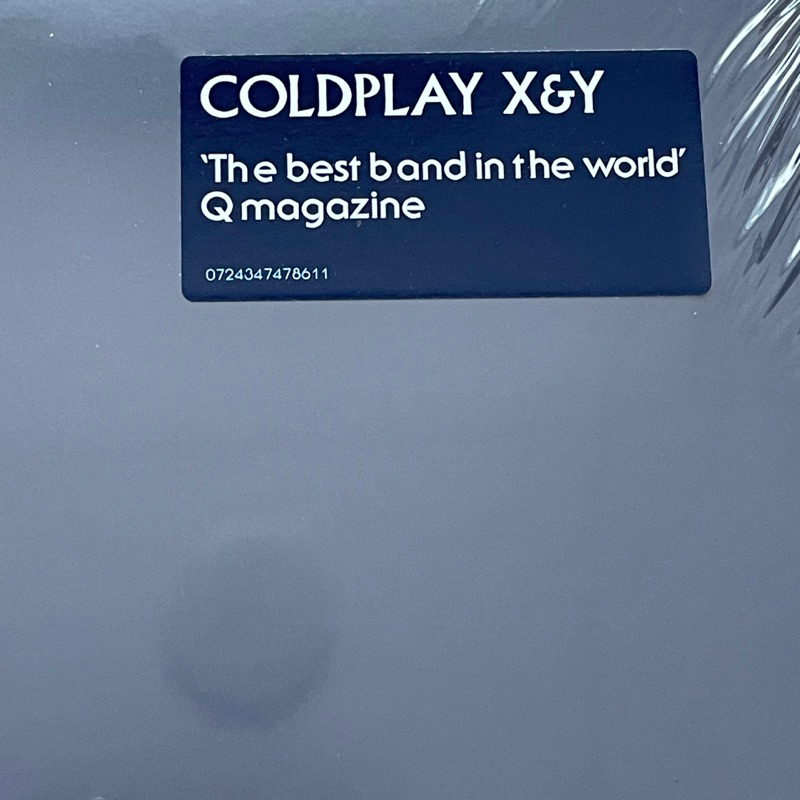 COLDPLAY X&Y
‘The best band in the world’
Q magazine
0724347478611